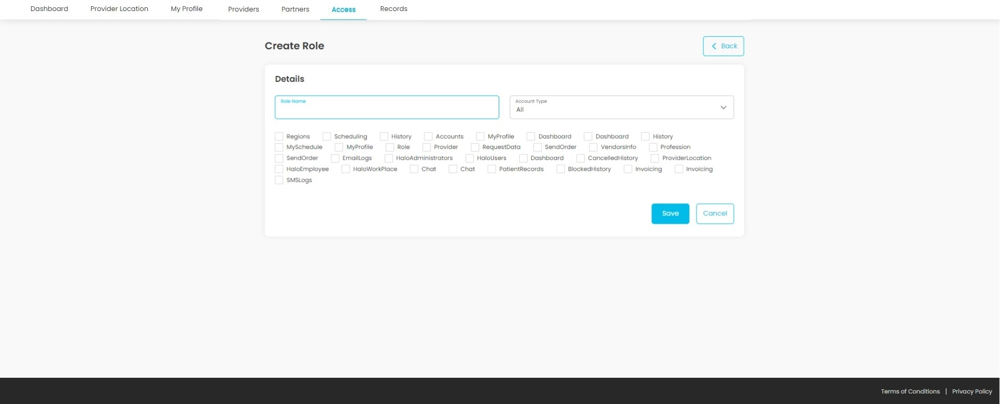 Dashboard Provider Location My Profile Providers Partners Access Records
Create Role
Back
Details
Role Name
Account Type
All
Regions Scheduling History Accounts MyProfile Dashboard Dashboard History
MySchedule MyProfile Role Provider RequestData SendOrder VendorsInfo Profession
SendOrder EmailLogs HaloAdministrators HaloUsers Dashboard CancelledHistory ProviderLocation
HaloEmployee HaloWorkPlace Chat Chat PatientRecords BlockedHistory Invoicing Invoicing
SMSLogs
Save Cancel
Terms of Conditions | Privacy Policy